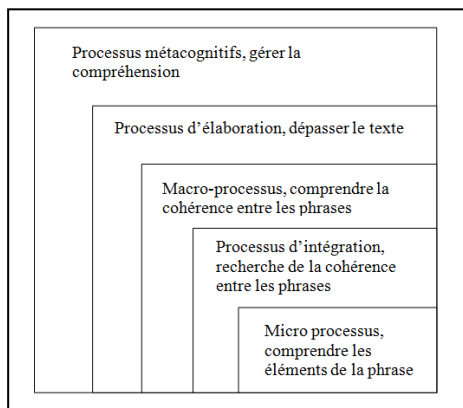 Processus métacognitifs, gérer la
compréhension
Processus d'élaboration, dépasser le texte
Macro-processus, comprendre la
cohérence entre les phrases
Processus d'intégration,
recherche de la cohérence
entre les phrases
Micro processus,
comprendre les
éléments de la phrase